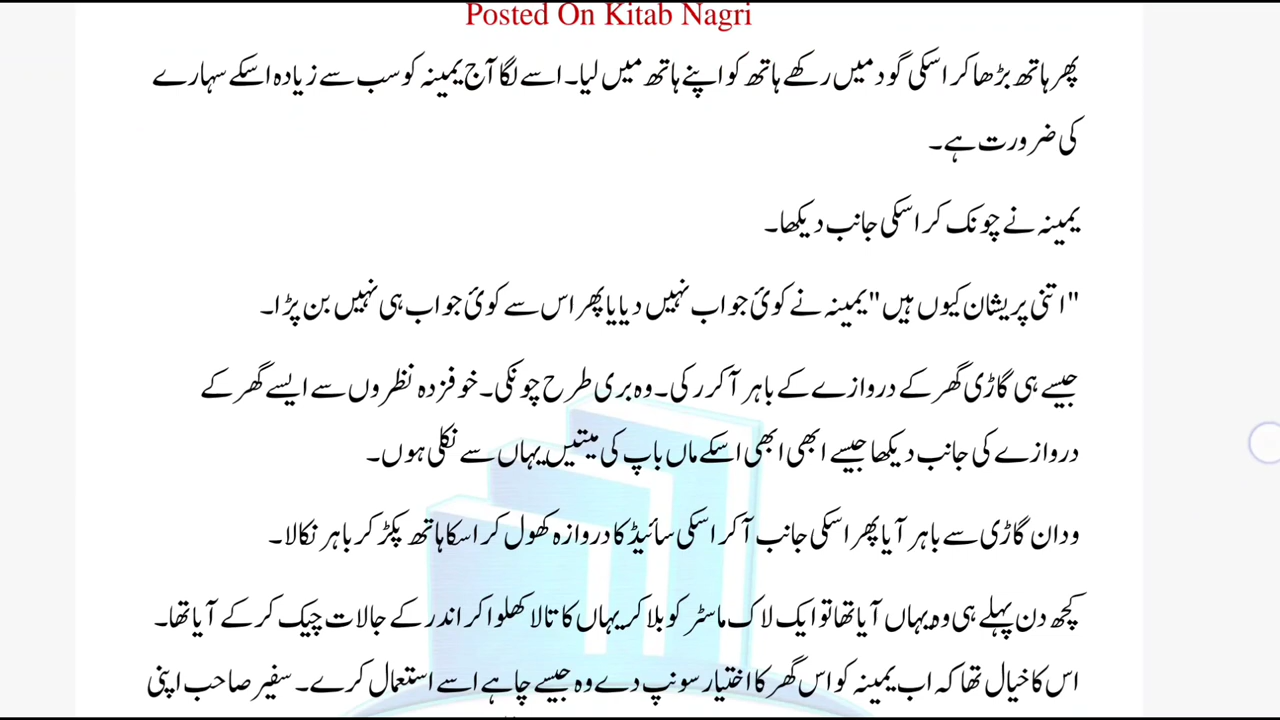 Posted On Kitab Nagri
پھر ہاتھ بڑھا کر اسکی گود میں رکھے ہاتھ کو اپنے ہاتھ میں لیا۔ اسے لگا آج یمینہ کو سب سے زیادہ اسکے سہارے
کی ضرورت ہے۔
یمینہ نے چونک کر اسکی جانب دیکھا۔
"اتنی پریشان کیوں ہیں" یمینہ نے کوئ جواب نہیں دیا یا پھر اس سے کوئ جواب ہی نہیں بن پڑا۔
جیسے ہی گاڑی گھر کے دروازے کے باہر آکر رکی۔ وہ بری طرح چونکی۔ خوفزدہ نظروں سے ایسے گھر کے
دروازے کی جانب دیکھا جیسے ابھی ابھی اسکے ماں باپ کی میتیں یہاں سے نکلی ہوں۔
ودان گاڑی سے باہر آیا پھر اسکی جانب آکر اسکی سائیڈ کا دروازہ کھول کر اسکا ہاتھ پکڑ کر باہر نکالا۔
کچھ دن پہلے ہی وہ یہاں آیا تھا تو ایک لاک ماسٹر کو بلا کر یہاں کا تالا کھلوا کر اندر کے حالات چیک کر کے آیا تھا۔
اس کا خیال تھا کہ اب یمینہ کو اس گھر کا اختیار سونپ دے وہ جیسے چاہے اسے استعمال کرے۔ سفیر صاحب اپنی